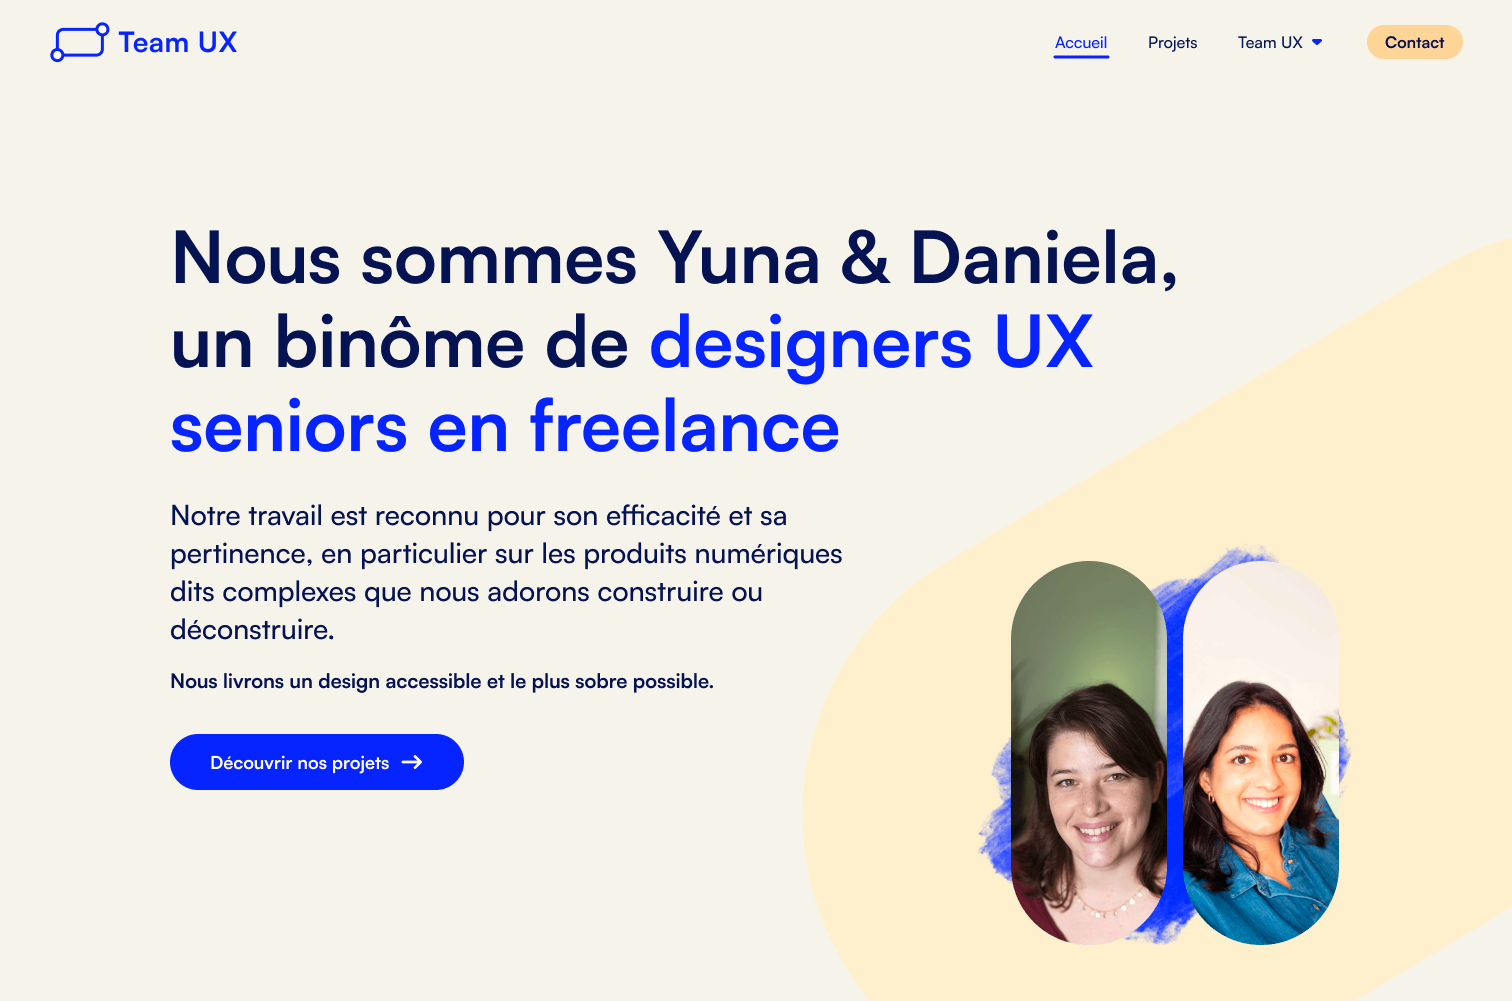 Team UX
Accueil
Projets
Team UX
Contact
Nous sommes Yuna & Daniela,
un binôme de designers UX
seniors en freelance
Notre travail est reconnu pour son efficacité et sa
pertinence, en particulier sur les produits numériques
dits complexes que nous adorons construire ou
déconstruire.
Nous livrons un design accessible et le plus sobre possible.
Découvrir nos projets